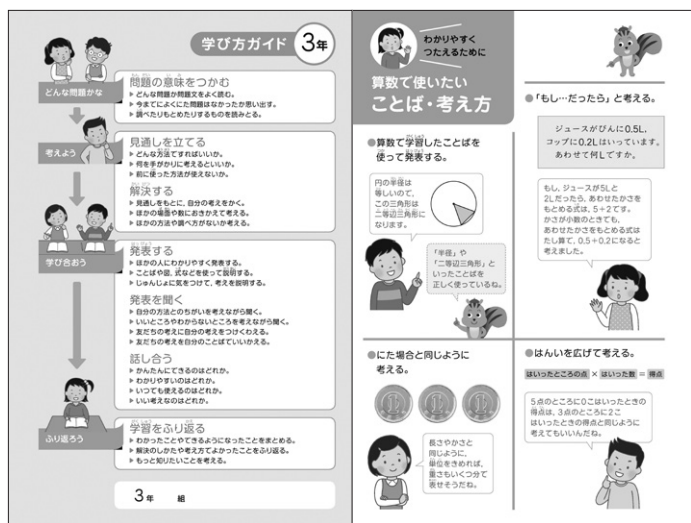 学び方ガイド 3年
どんな問題かな
問題の意味をつかむ
▶ どんな問題か問題文をよく読む。
▶ 今までによくにた問題はなかったか思い出す。
▶ 調べたりもとめたりするものを読みとる。
考えよう
見通しを立てる
▶ どんな方法ですればいいか。
▶ 何を手がかりに考えるといいか。
▶ 前に使った方法が使えないか。
解決する
▶ 見通しをもとに、自分の考えをかく。
▶ ほかの場面や数におきかえて考える。
▶ ほかの方法や調べ方がないか考える。
学び合おう
発表する
▶ ほかの人にわかりやすく発表する。
▶ ことばや図、式などを使って説明する。
▶ じゅんじょに気をつけて、考えを説明する。
発表を聞く
▶ 自分の方法とのちがいを考えながら聞く。
▶ いいところやわからないところを考えながら聞く。
▶ 友だちの考えに自分の考えをつけくわえる。
▶ 友だちの考えを自分のことばでいいかえる。
話し合う
▶ かんたんにできるのはどれか。
▶ わかりやすいのはどれか。
▶ いつでも使えるのはどれか。
▶ いい考えなのはどれか。
ふり返ろう
学習をふり返る
▶ わかったことやできるようになったことをまとめる。
▶ 解決のしかたや考え方でよかったことをふり返る。
▶ もっと知りたいことを考える。
3年 組
わかりやすく
つたえるために
算数で使いたい
ことば・考え方
●算数で学習したことばを
使って発表する。
円の半径は
等しいので、
この三角形は
二等辺三角形に
なります。
「半径」や
「二等辺三角形」と
いったことばを
正しく使っているね。
●にた場合と同じように
考える。
長さやかさと
同じように、
単位をきめれば、
重さもいくつ分で
表せそうだね。
●「もし…だったら」と考える。
ジュースがびんに0.5L、
コップに0.2Lはいっています。
あわせて何Lですか。
もし、ジュースが5Lと
2Lだったら、あわせたかさを
もとめる式は、5+2です。
かさが小数のときでも、
あわせたかさをもとめる式は
たし算で、0.5+0.2になると
考えました。
●はんいを広げて考える。
はいったところの点 × はいった数 = 得点
5点のところに0こはいったときの
得点は、3点のところに2こ
はいったときの得点と同じように
考えてもいいんだね。